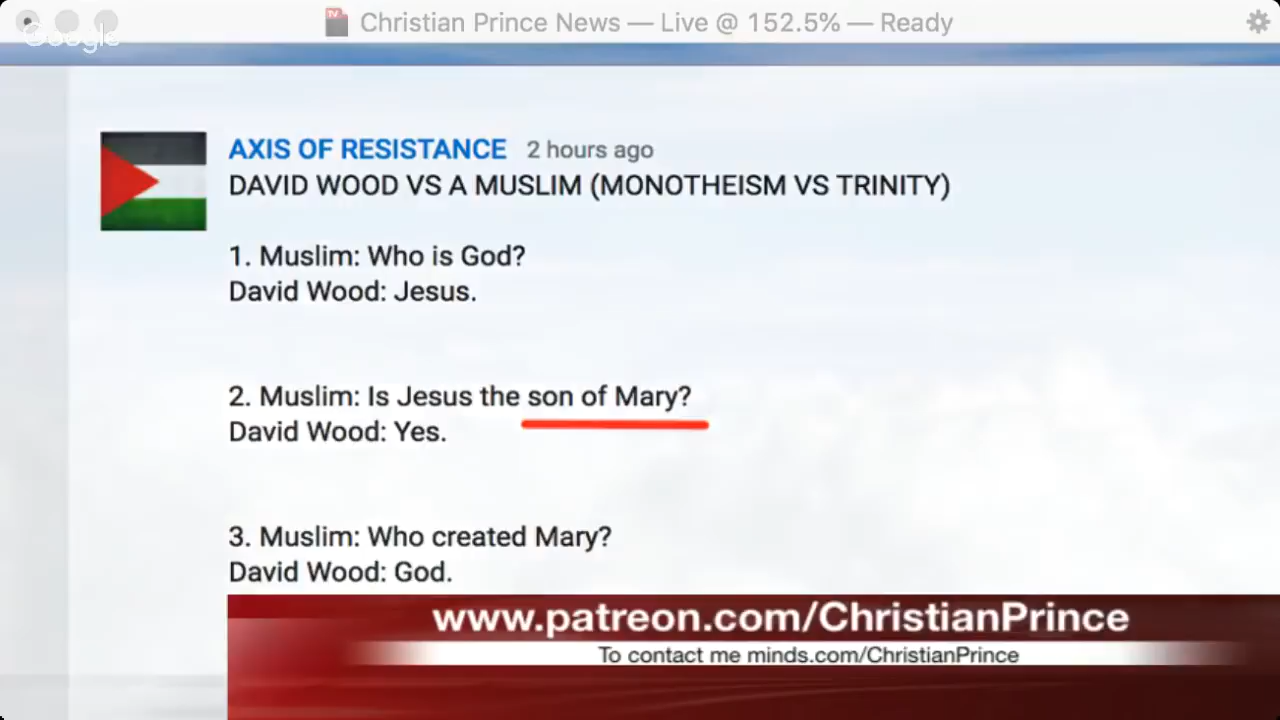 Christian Prince News — Live @ 152.5% — Ready
Google
AXIS OF RESISTANCE 2 hours ago
DAVID WOOD VS A MUSLIM (MONOTHEISM VS TRINITY)
1. Muslim: Who is God?
David Wood: Jesus.
2. Muslim: Is Jesus the son of Mary?
David Wood: Yes.
3. Muslim: Who created Mary?
David Wood: God.
www.patreon.com/ChristianPrince
To contact me minds.com/ChristianPrince